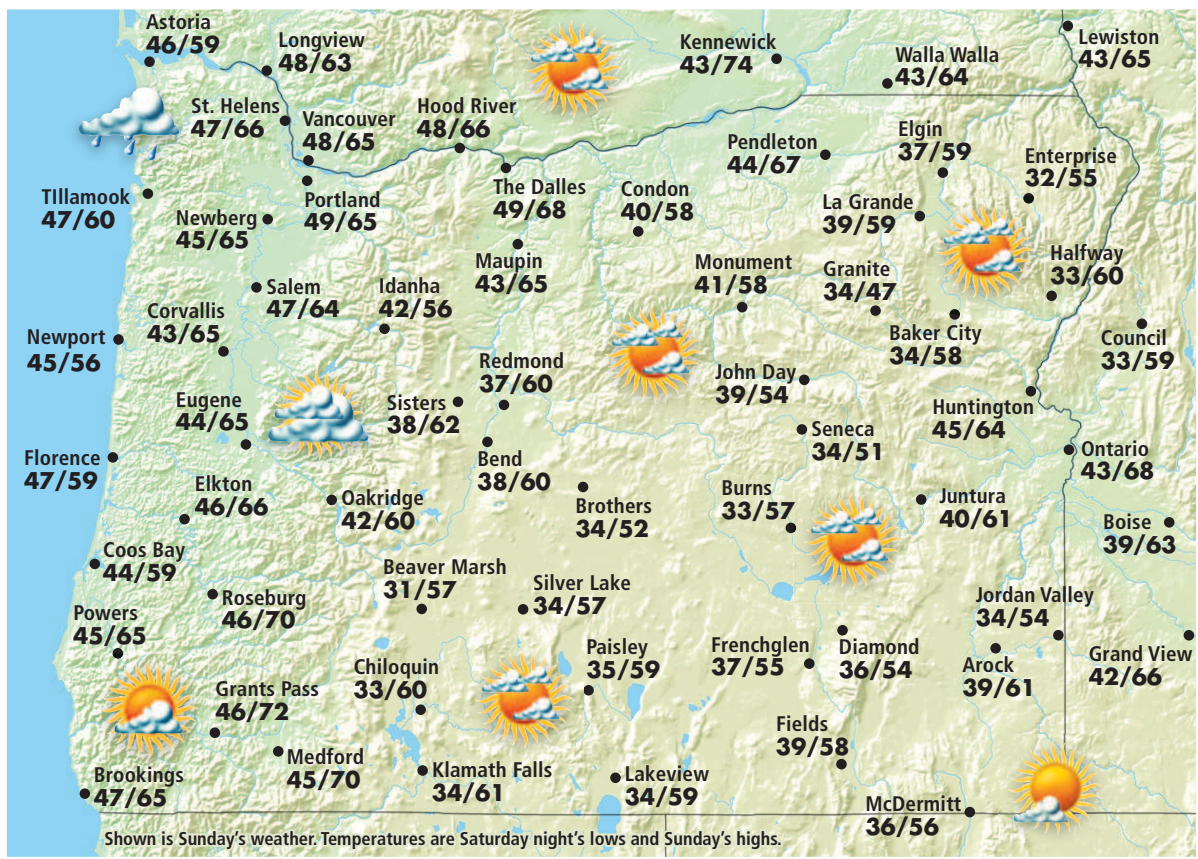 Astoria
46/59
Longview
48/63
Kennewick
43/74
Walla Walla
43/64
Lewiston
43/65
St. Helens
47/66
Vancouver
48/65
Hood River
48/66
Pendleton
44/67
Elgin
37/59
Enterprise
32/55
TIllamook
47/60
Newberg
45/65
Portland
49/65
The Dalles
49/68
Condon
40/58
La Grande
39/59
Maupin
43/65
Monument
41/58
Granite
34/47
Halfway
33/60
Salem
47/64
Idanha
42/56
Corvallis
43/65
Newport
45/56
Baker City
34/58
Council
33/59
Redmond
37/60
John Day
39/54
Eugene
44/65
Sisters
38/62
Huntington
45/64
Seneca
34/51
Florence
47/59
Bend
38/60
Ontario
43/68
Elkton
46/66
Oakridge
42/60
Brothers
34/52
Burns
33/57
Juntura
40/61
Boise
39/63
Coos Bay
44/59
Beaver Marsh
31/57
Silver Lake
34/57
Roseburg
46/70
Jordan Valley
34/54
Powers
45/65
Paisley
35/59
Frenchglen
37/55
Diamond
36/54
Arock
39/61
Grand View
42/66
Chiloquin
33/60
Grants Pass
46/72
Fields
39/58
Medford
45/70
Brookings
47/65
Klamath Falls
34/61
Lakeview
34/59
McDermitt
36/56
Shown is Sunday's weather. Temperatures are Saturday night's lows and Sunday's highs.